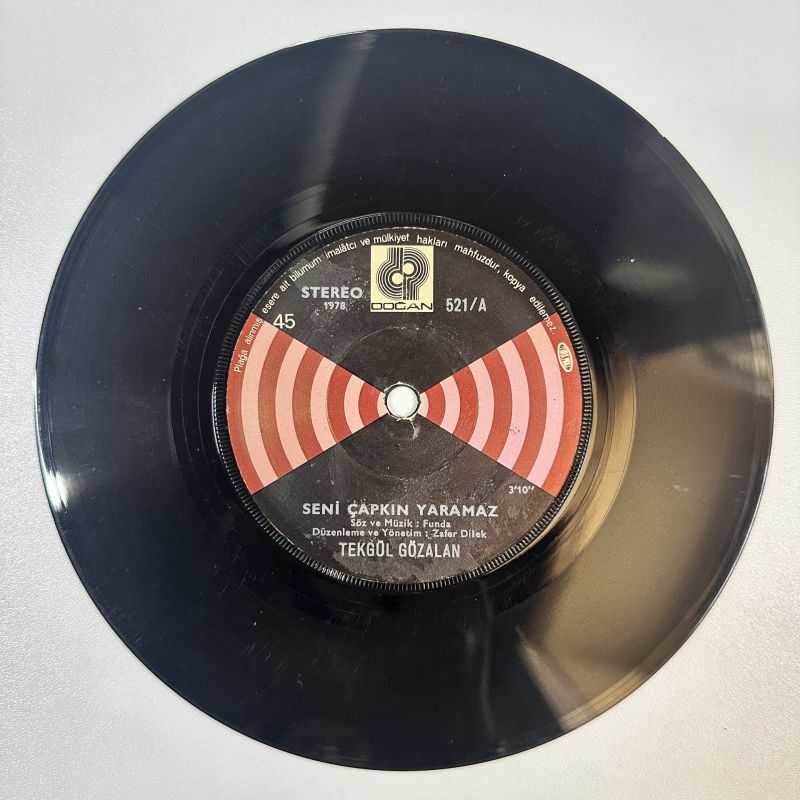 Plağa alınmış esere ait bilumum imalâtcı ve mülkiyet hakları mahfuzdur, kopya edilemez.
STEREO
1978
DOĞAN
521/A
45
3'10"
SENİ ÇAPKIN YARAMAZ
Söz ve Müzik : Funda
Düzenleme ve Yönetim : Zafer Dilek
TEKGÜL GÖZALAN